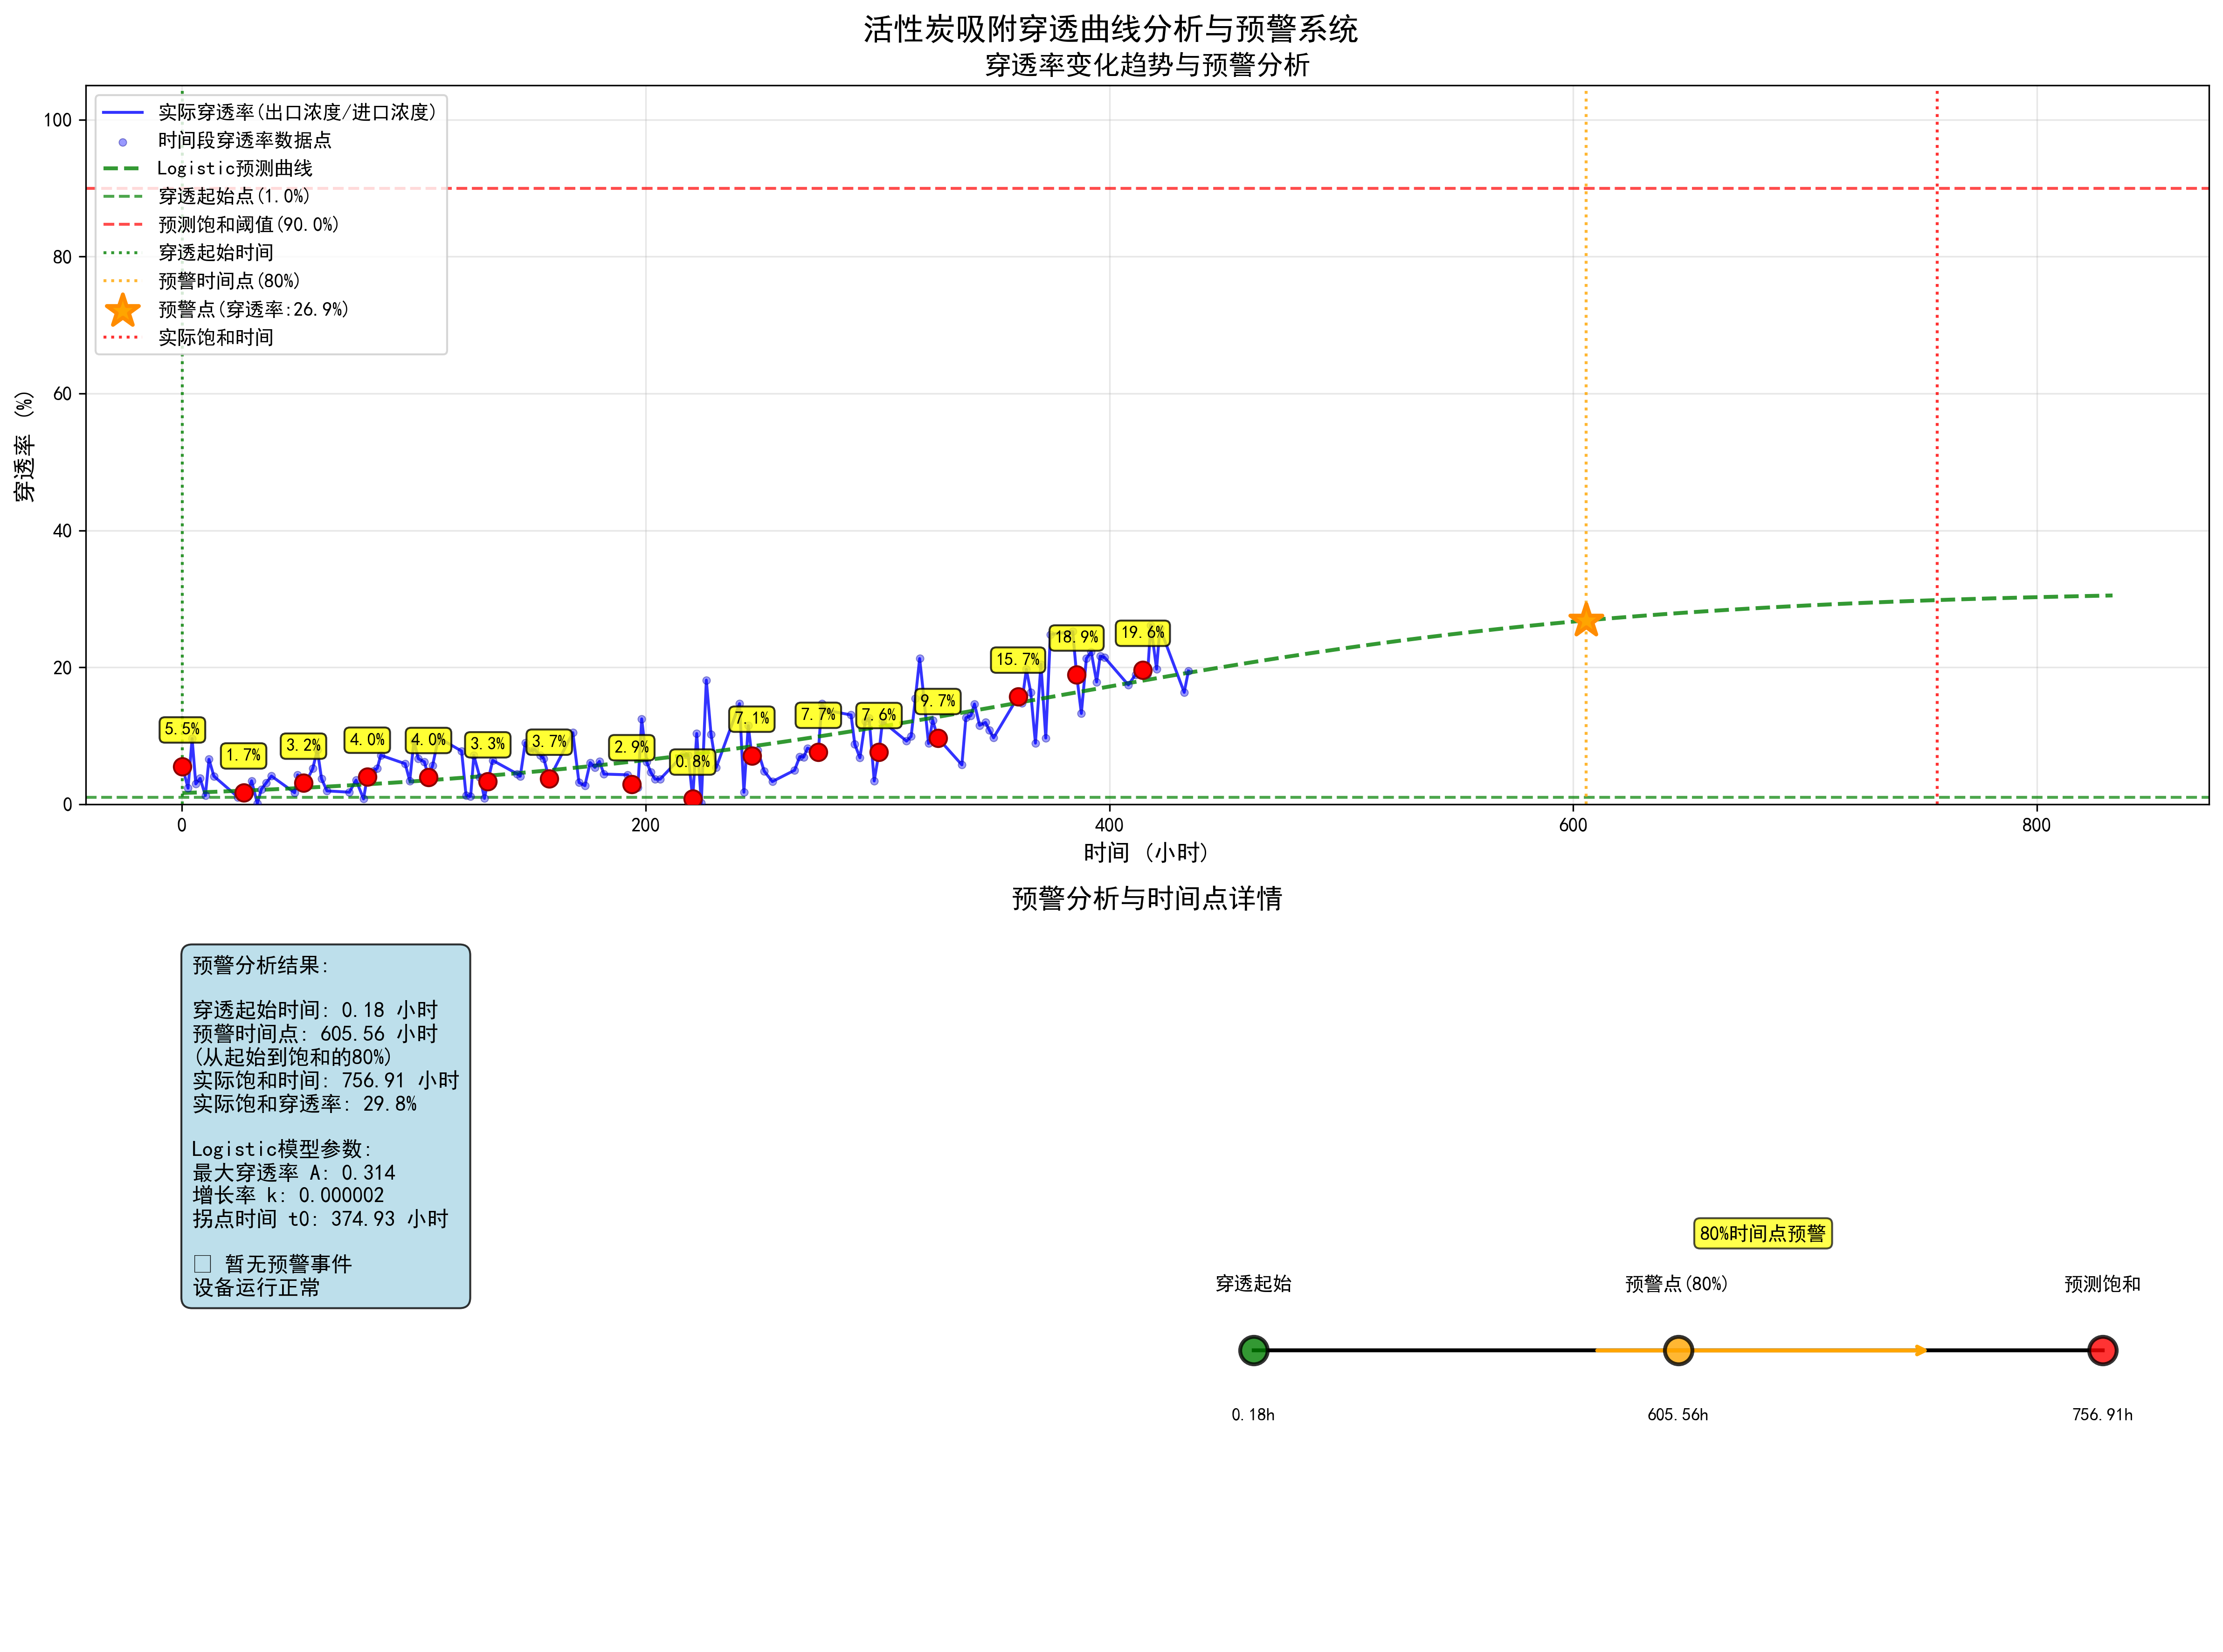 活性炭吸附穿透曲线分析与预警系统
穿透率变化趋势与预警分析
实际穿透率(出口浓度/进口浓度)
时间段穿透率数据点
Logistic预测曲线
穿透起始点(1.0%)
预测饱和阈值(90.0%)
穿透起始时间
预警时间点(80%)
预警点(穿透率:26.9%)
实际饱和时间
穿透率 (%)
100
80
60
40
20
0
5.5%
1.7%
3.2%
4.0%
4.0%
3.3%
3.7%
2.9%
0.8%
7.1%
7.7%
7.6%
9.7%
15.7%
18.9%
19.6%
0
200
400
600
800
时间 (小时)
预警分析与时间点详情
预警分析结果:
穿透起始时间: 0.18 小时
预警时间点: 605.56 小时
(从起始到饱和的80%)
实际饱和时间: 756.91 小时
实际饱和穿透率: 29.8%
Logistic模型参数:
最大穿透率 A: 0.314
增长率 k: 0.000002
拐点时间 t0: 374.93 小时
□ 暂无预警事件
设备运行正常
80%时间点预警
穿透起始
预警点(80%)
预测饱和
0.18h
605.56h
756.91h